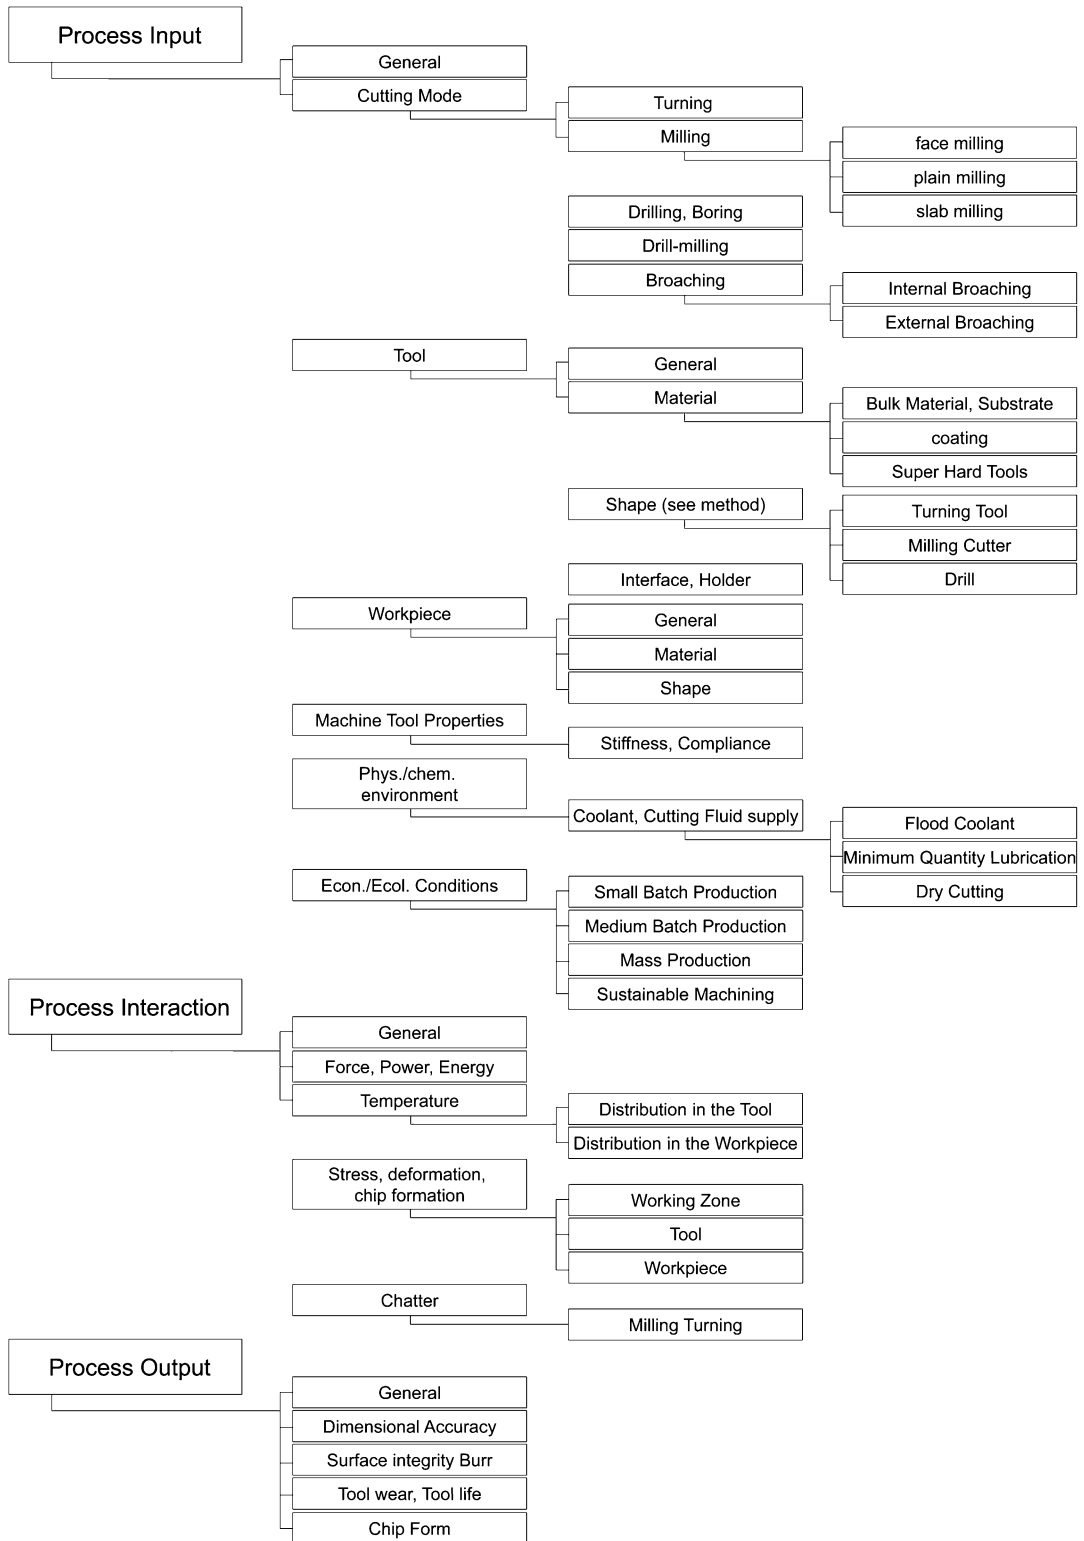 Process Input
General
Cutting Mode
Turning
Milling
face milling
plain milling
slab milling
Drilling, Boring
Drill-milling
Broaching
Internal Broaching
External Broaching
Tool
General
Material
Bulk Material, Substrate
coating
Super Hard Tools
Shape (see method)
Turning Tool
Milling Cutter
Drill
Interface, Holder
Workpiece
General
Material
Shape
Machine Tool Properties
Stiffness, Compliance
Phys./chem.
environment
Coolant, Cutting Fluid supply
Flood Coolant
Minimum Quantity Lubrication
Dry Cutting
Econ./Ecol. Conditions
Small Batch Production
Medium Batch Production
Mass Production
Sustainable Machining
Process Interaction
General
Force, Power, Energy
Temperature
Distribution in the Tool
Distribution in the Workpiece
Stress, deformation,
chip formation
Working Zone
Tool
Workpiece
Chatter
Milling Turning
Process Output
General
Dimensional Accuracy
Surface integrity Burr
Tool wear, Tool life
Chip Form